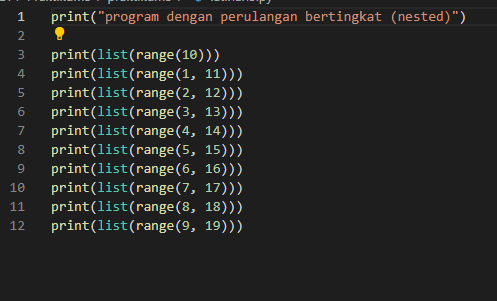 1 print("program dengan perulangan bertingkat (nested)")
2
3 print(list(range(10)))
4 print(list(range(1, 11)))
5 print(list(range(2, 12)))
6 print(list(range(3, 13)))
7 print(list(range(4, 14)))
8 print(list(range(5, 15)))
9 print(list(range(6, 16)))
10 print(list(range(7, 17)))
11 print(list(range(8, 18)))
12 print(list(range(9, 19)))